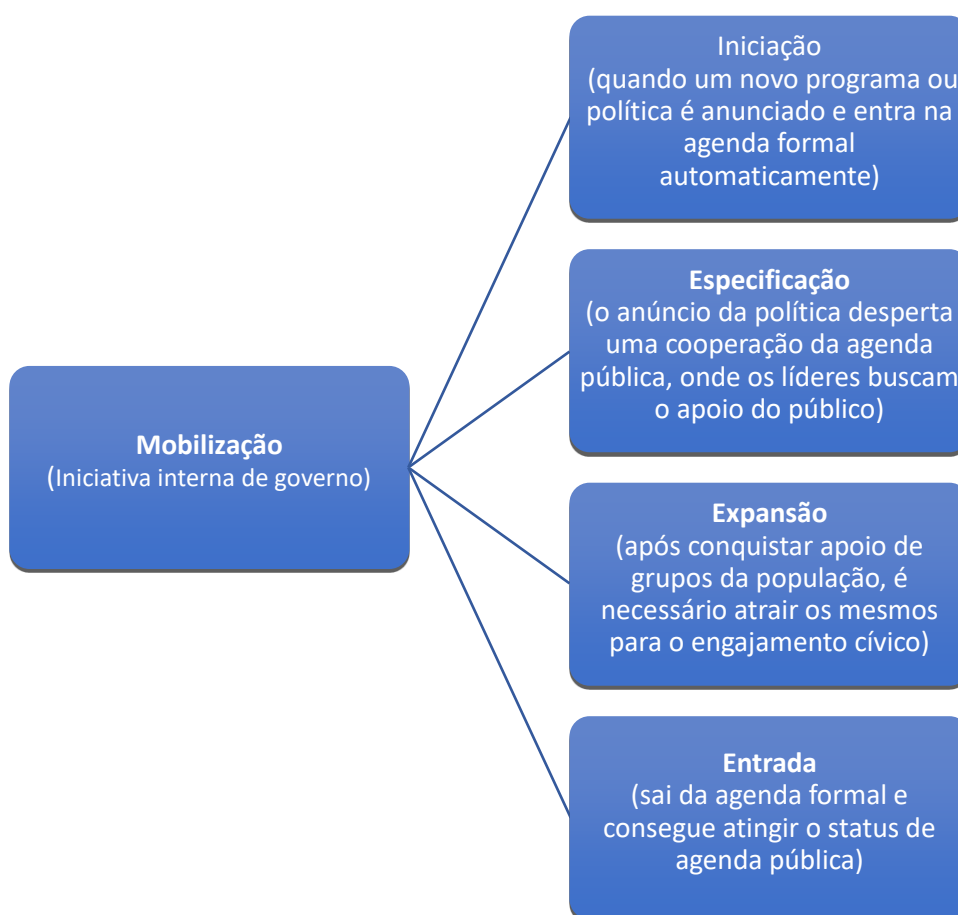 Iniciação
(quando um novo programa ou
política é anunciado e entra na
agenda formal
automaticamente)
Especificação
(o anúncio da política desperta
uma cooperação da agenda
pública, onde os líderes buscam
o apoio do público)
Mobilização
(Iniciativa interna de governo)
Expansão
(após conquistar apoio de
grupos da população, é
necessário atrair os mesmos
para o engajamento cívico)
Entrada
(sai da agenda formal e
consegue atingir o status de
agenda pública)